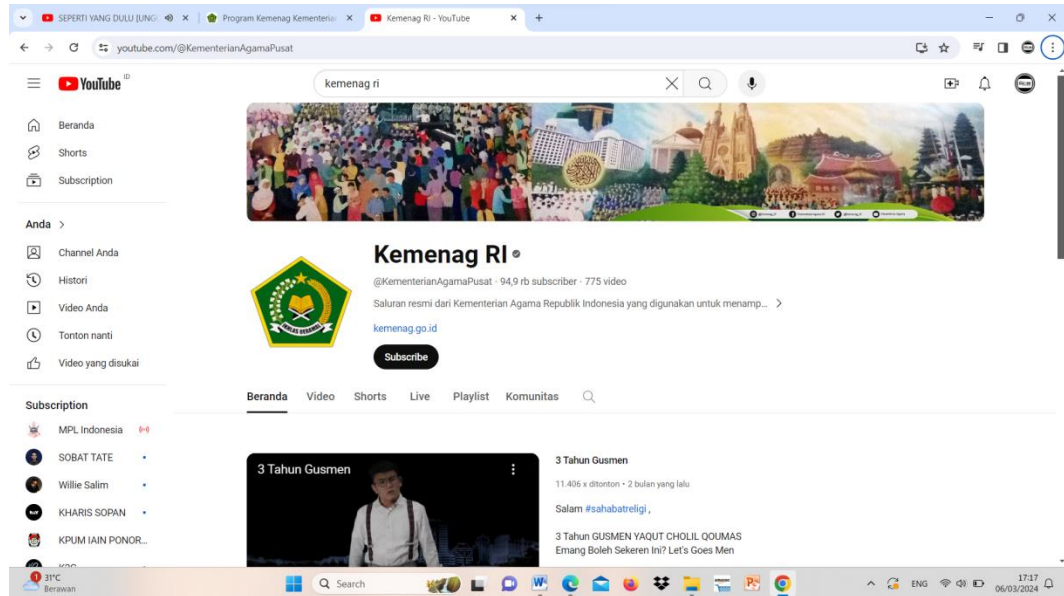 SEPERTI YANG DULU [UNG
Program Kemenag Kementerian
Kemenag RI - YouTube
youtube.com/@KementerianAgamaPusat
YouTube ID
kemenag ri
Beranda
Shorts
Subscription
Anda
Channel Anda
Histori
Video Anda
Tonton nanti
Video yang disukai
Subscription
MPL Indonesia
SOBAT TATE
Willie Salim
KHARIS SOPAN
KPUM IAIN PONOR...
Kemenag RI
@KementerianAgamaPusat · 94,9 rb subscriber · 775 video
Saluran resmi dari Kementerian Agama Republik Indonesia yang digunakan untuk menamp...
kemenag.go.id
Subscribe
IKHLAS BERAMAL
Beranda Video Shorts Live Playlist Komunitas
3 Tahun Gusmen
3 Tahun Gusmen
11.406 x ditonton • 2 bulan yang lalu
Salam #sahabatreligi ,
3 Tahun GUSMEN YAQUT CHOLIL QOUMAS
Emang Boleh Sekeren Ini? Let's Goes Men
1
31°C
Berawan
Search
ENG
17:17
06/03/2024